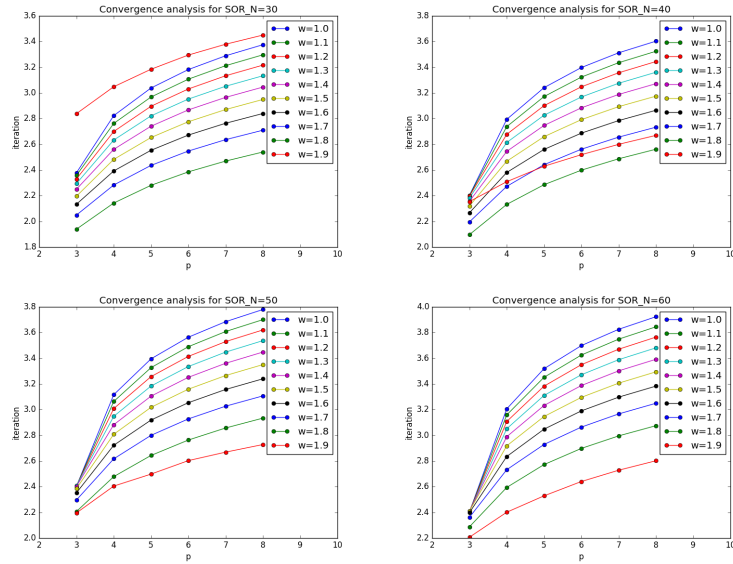 Convergence analysis for SOR_N=30
3.6
3.4
3.2
3.0
2.8
2.6
2.4
2.2
2.0
1.8
iteration
2 3 4 5 6 7 8 9 10
p
w=1.0
w=1.1
w=1.2
w=1.3
w=1.4
w=1.5
w=1.6
w=1.7
w=1.8
w=1.9
Convergence analysis for SOR_N=40
3.8
3.6
3.4
3.2
3.0
2.8
2.6
2.4
2.2
2.0
iteration
2 3 4 5 6 7 8 9 10
p
w=1.0
w=1.1
w=1.2
w=1.3
w=1.4
w=1.5
w=1.6
w=1.7
w=1.8
w=1.9
Convergence analysis for SOR_N=50
3.8
3.6
3.4
3.2
3.0
2.8
2.6
2.4
2.2
2.0
iteration
2 3 4 5 6 7 8 9 10
p
w=1.0
w=1.1
w=1.2
w=1.3
w=1.4
w=1.5
w=1.6
w=1.7
w=1.8
w=1.9
Convergence analysis for SOR_N=60
4.0
3.8
3.6
3.4
3.2
3.0
2.8
2.6
2.4
2.2
iteration
2 3 4 5 6 7 8 9 10
p
w=1.0
w=1.1
w=1.2
w=1.3
w=1.4
w=1.5
w=1.6
w=1.7
w=1.8
w=1.9